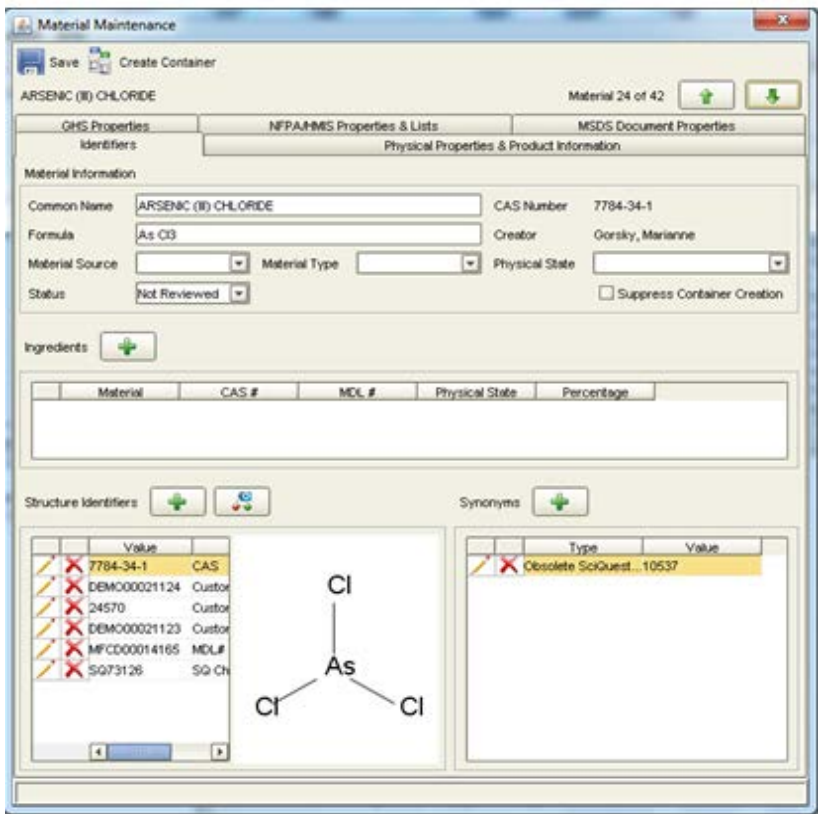 Material Maintenance
Save Create Container
ARSENIC (III) CHLORIDE Material 24 of 42
GHS Properties NFPA/HMIS Properties & Lists MSDS Document Properties
Identifiers Physical Properties & Product Information
Material Information
Common Name ARSENIC (III) CHLORIDE CAS Number 7784-34-1
Formula As Cl3 Creator Gorsky, Marianne
Material Source Material Type Physical State
Status Not Reviewed Suppress Container Creation
Ingredients
Material CAS # MDL # Physical State Percentage
Structure Identifiers Synonyms
Value Type Value
7784-34-1 CAS Obsolete SciQuest... 10537
DEMO00021124 Custor
24570 Custor
DEMO00021123 Custor
MFCD00014165 MDL#
SQ73126 SQ Ch
Cl
As
Cl Cl